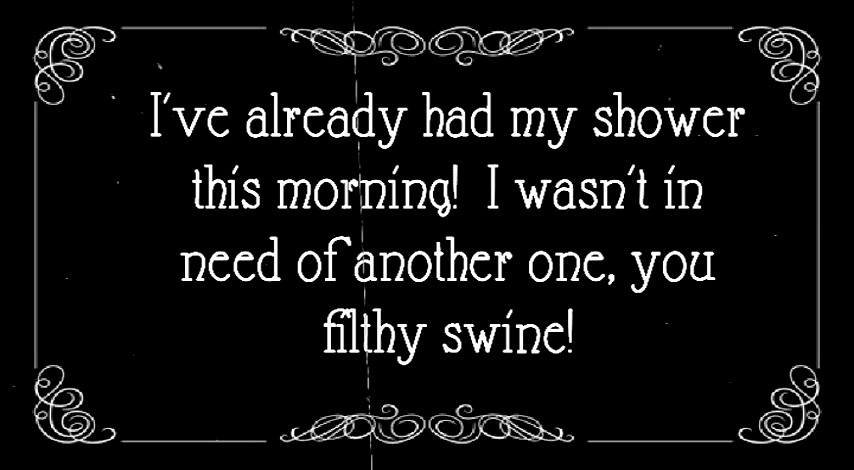 I've already had my shower
this morning!  I wasn't in
need of another one, you
filthy swine!